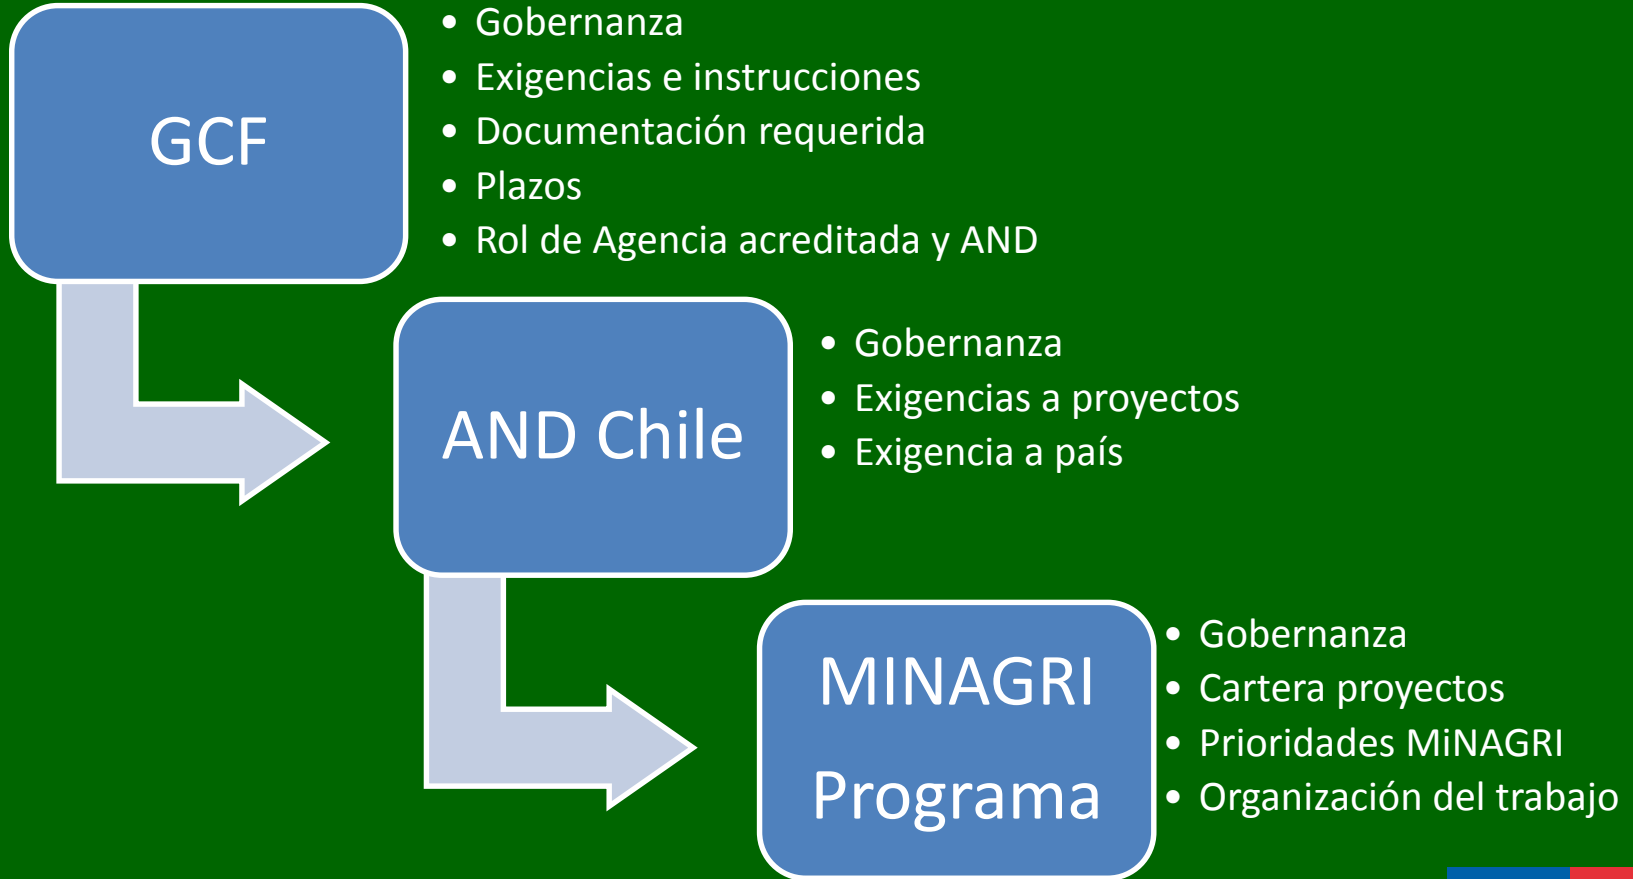 GCF
• Gobernanza
• Exigencias e instrucciones
• Documentación requerida
• Plazos
• Rol de Agencia acreditada y AND
AND Chile
• Gobernanza
• Exigencias a proyectos
• Exigencia a país
MINAGRI
Programa
• Gobernanza
• Cartera proyectos
• Prioridades MiNAGRI
• Organización del trabajo